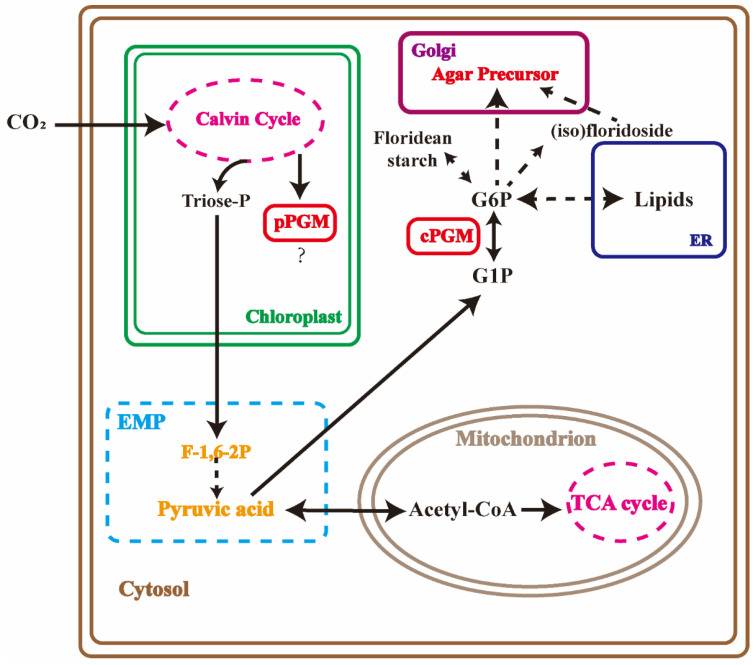 Golgi
Agar Precursor
CO₂
Calvin Cycle
Floridean
starch
(iso)floridoside
Triose-P
G6P
Lipids
pPGM
cPGM
ER
?
G1P
Chloroplast
EMP
F-1,6-2P
Pyruvic acid
Mitochondrion
Acetyl-CoA
TCA cycle
Cytosol